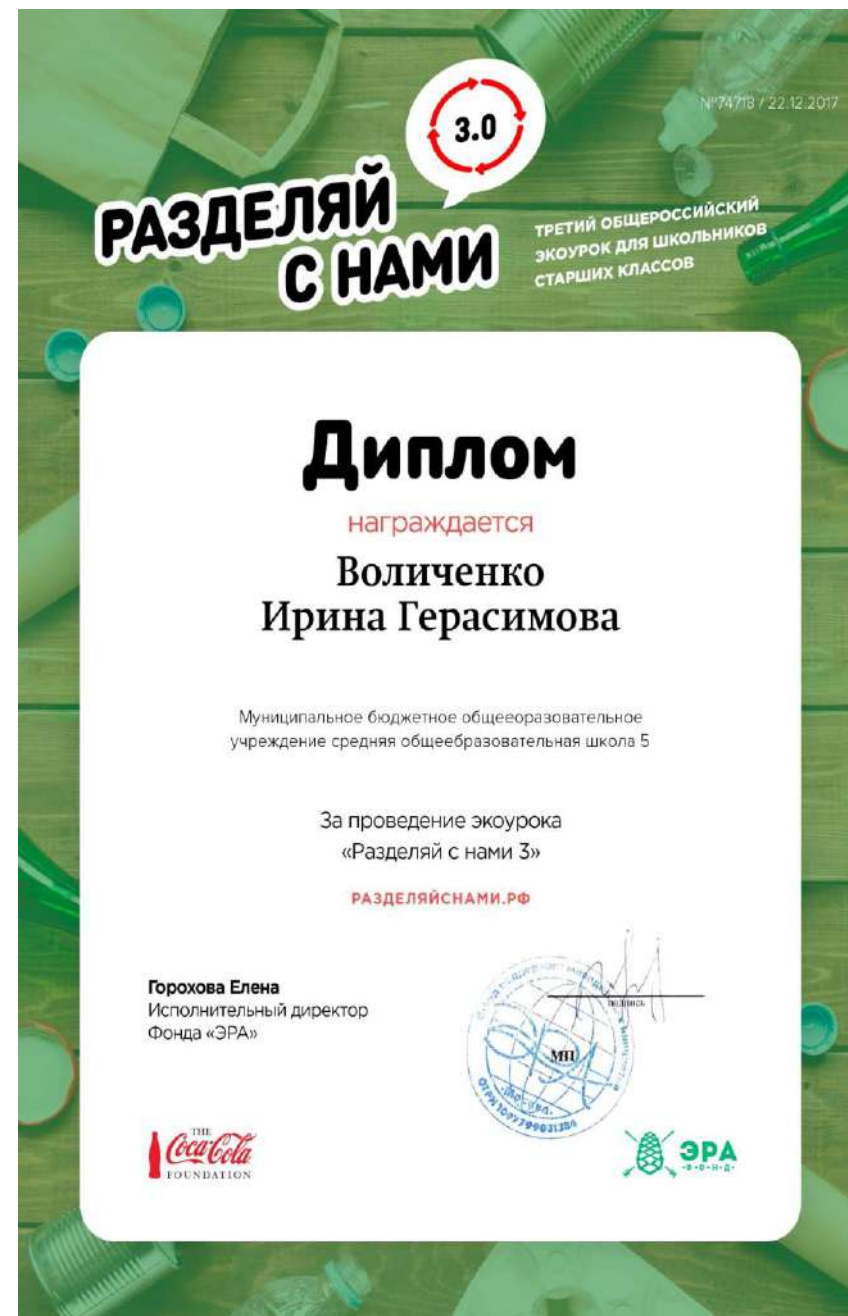 №74718 / 22.12.2017
3.0
РАЗДЕЛЯЙ
С НАМИ
ТРЕТИЙ ОБЩЕРОССИЙСКИЙ
ЭКОУРОК ДЛЯ ШКОЛЬНИКОВ
СТАРШИХ КЛАССОВ
Диплом
награждается
Воличенко
Ирина Герасимова
Муниципальное бюджетное общееоразовательное
учреждение средняя общеебразовательная школа 5
За проведение экоурока
«Разделяй с нами 3»
РАЗДЕЛЯЙСНАМИ.РФ
Горохова Елена
Исполнительный директор
Фонда «ЭРА»
подпись
МП
Москва
THE
Coca-Cola
FOUNDATION
ЭРА
Ф·О·Н·Д